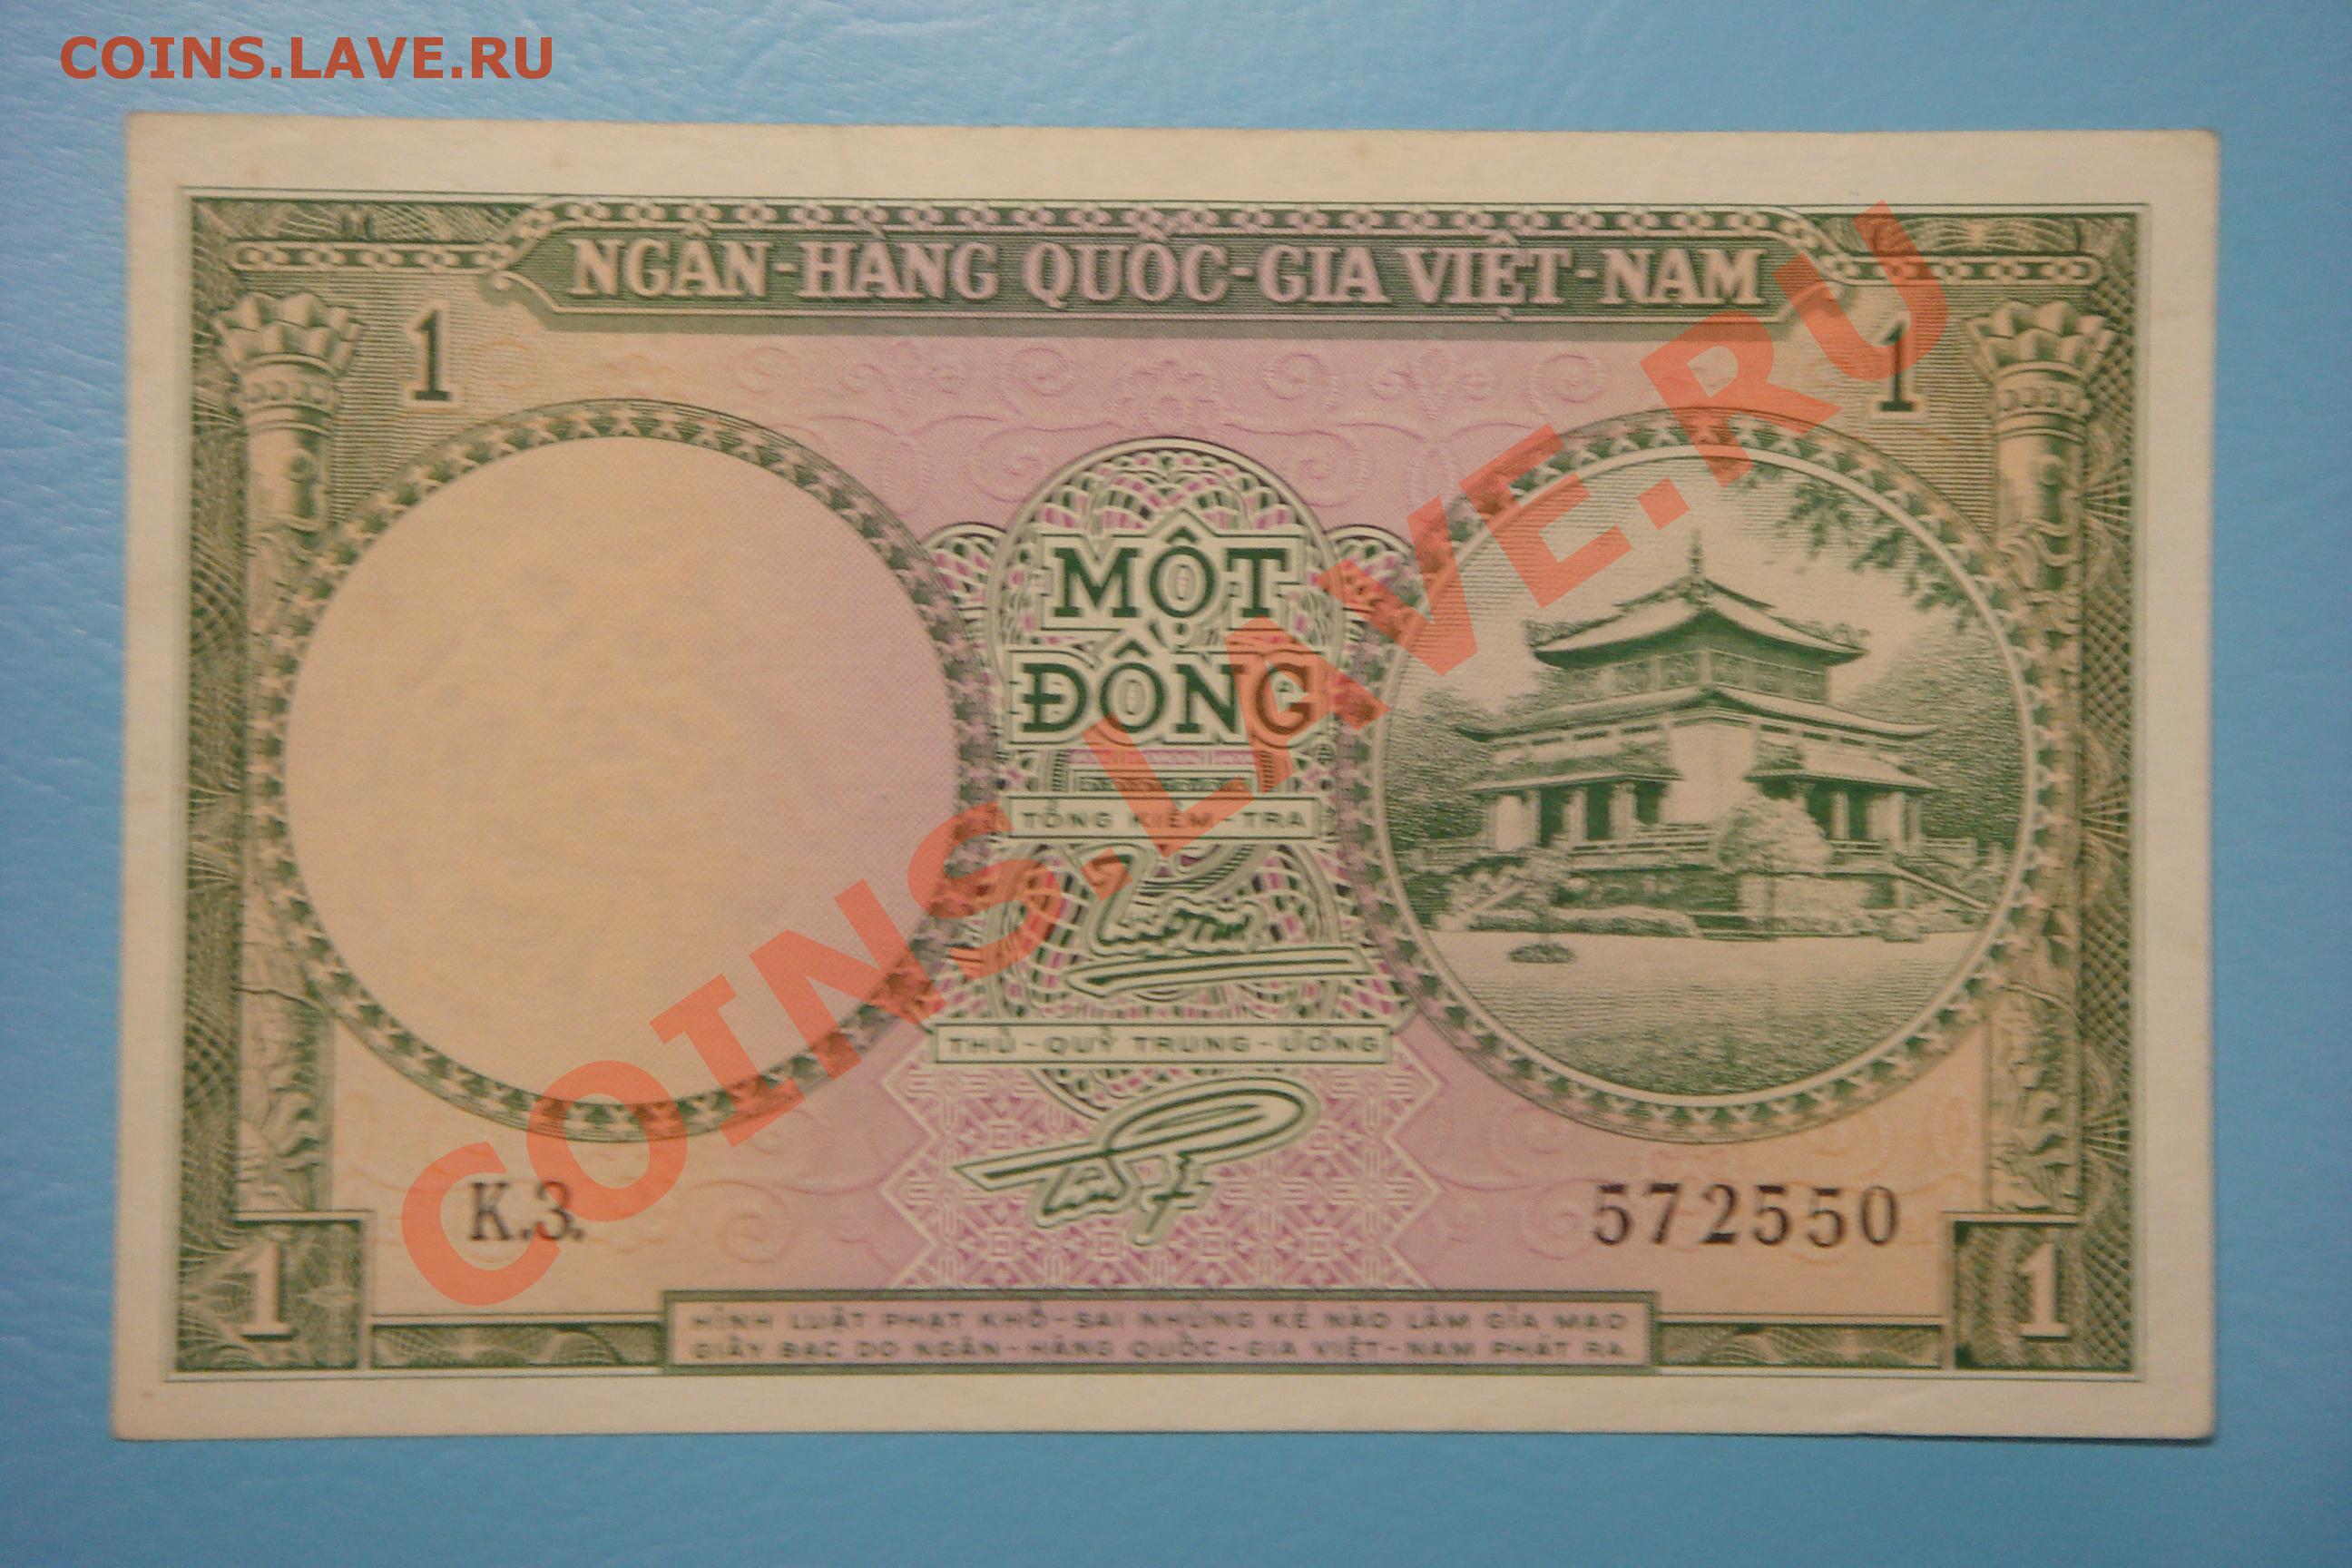 COINS.LAVE.RU
NGÂN-HÀNG QUỐC-GIA VIỆT-NAM
1 1
MỘT
ĐỒNG
TỔNG KIỂM-TRA
THỦ-QUỸ TRUNG-ƯƠNG
K.3. 572550
1 1
HÌNH LUẬT PHẠT KHỔ-SAI NHỮNG KẺ NÀO LÀM GIẢ MẠO
GIẤY BẠC DO NGÂN-HÀNG QUỐC-GIA VIỆT-NAM PHÁT RA
COINS.LAVE.RU